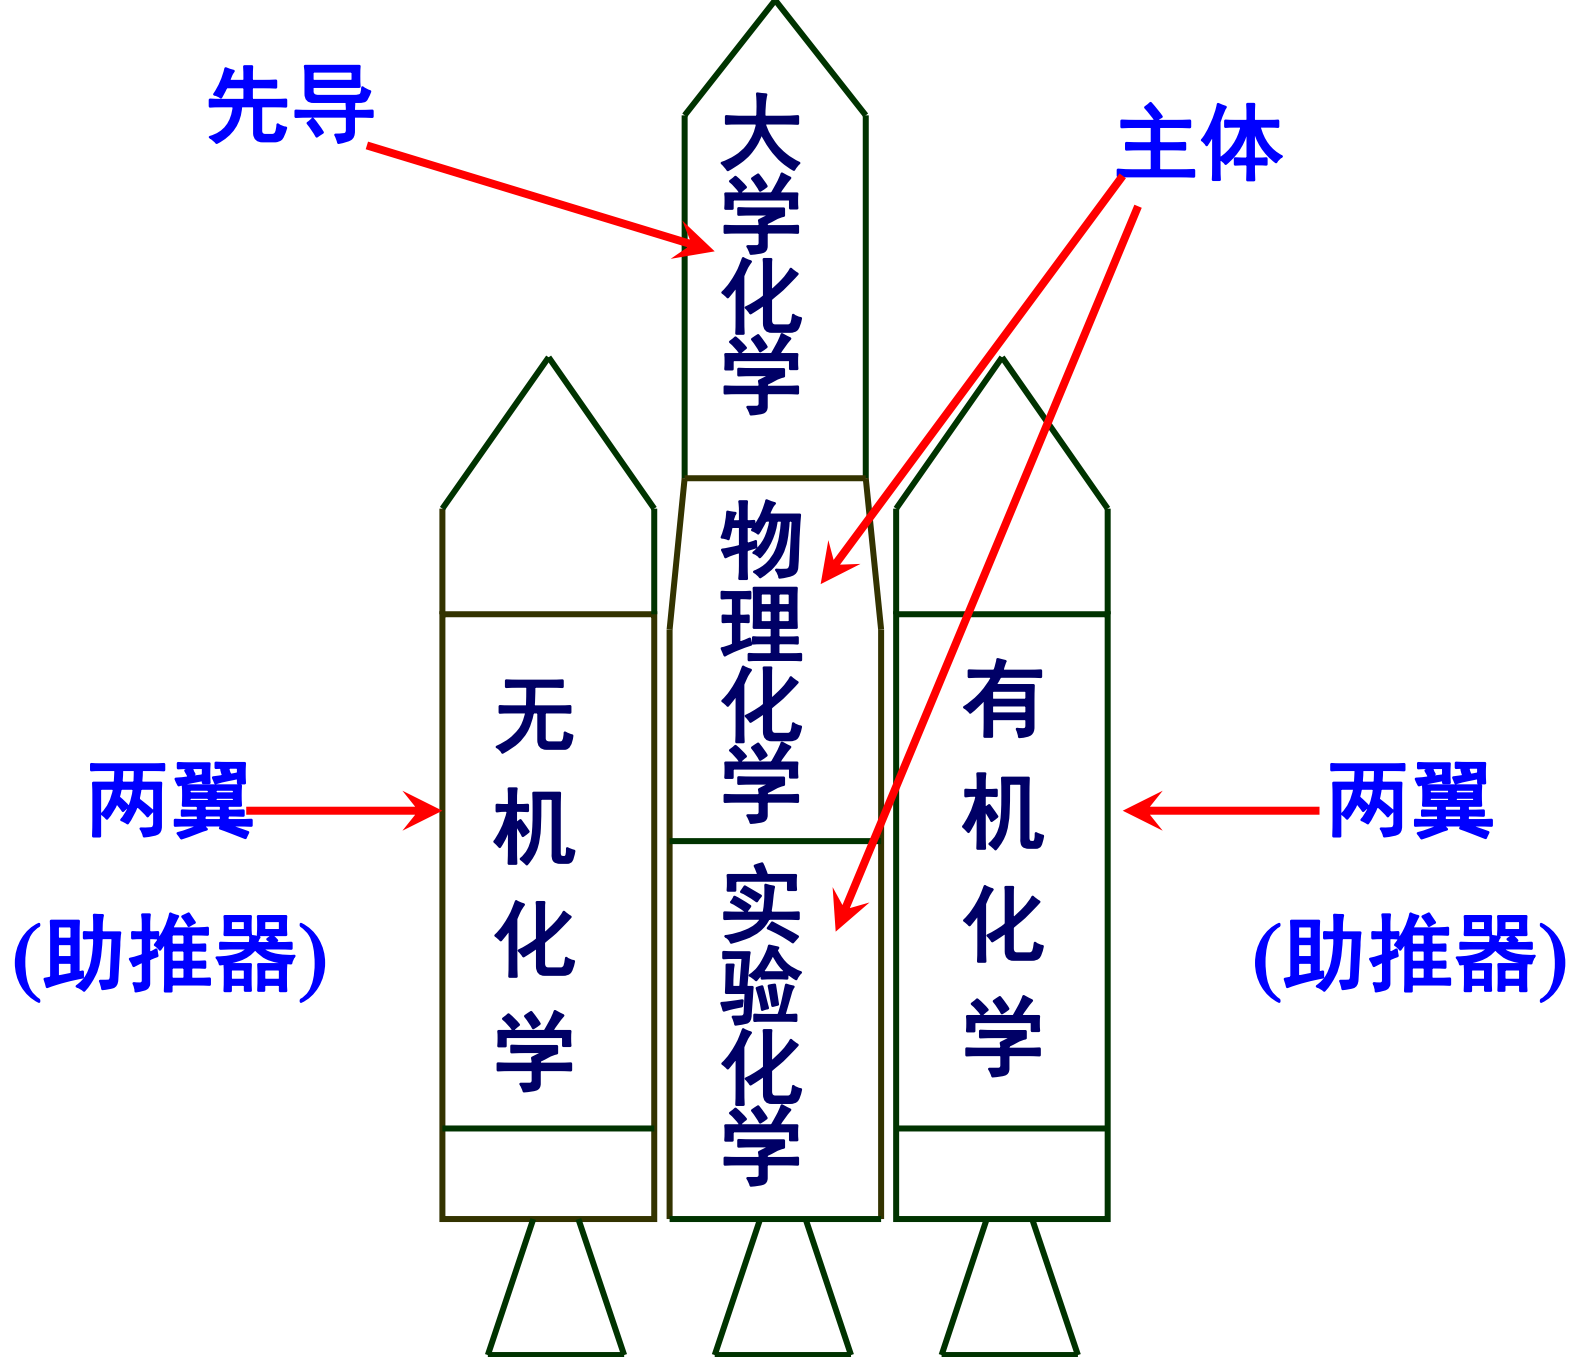 先导
主体
大学化学
物理化学
实验化学
无机化学
有机化学
两翼
(助推器)
两翼
(助推器)